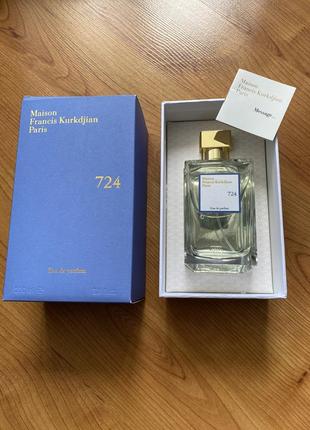 Maison
Francis Kurkdjian
Paris
724
Eau de parfum
Maison
Francis Kurkdjian
Paris
Message...
Maison
Francis Kurkdjian
Paris
724
Eau de parfum